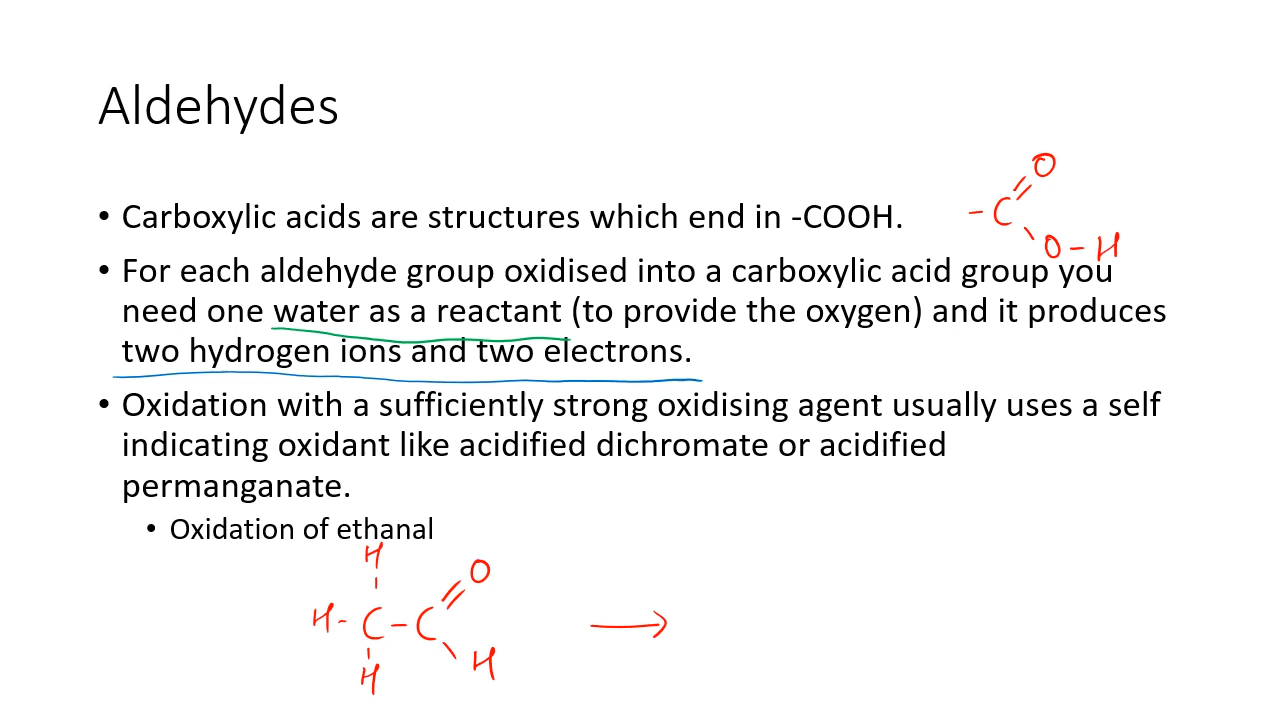 Aldehydes
• Carboxylic acids are structures which end in -COOH.
O
- C
O - H
• For each aldehyde group oxidised into a carboxylic acid group you
need one water as a reactant (to provide the oxygen) and it produces
two hydrogen ions and two electrons.
• Oxidation with a sufficiently strong oxidising agent usually uses a self
indicating oxidant like acidified dichromate or acidified
permanganate.
• Oxidation of ethanal
H
O
H - C - C →
H
H